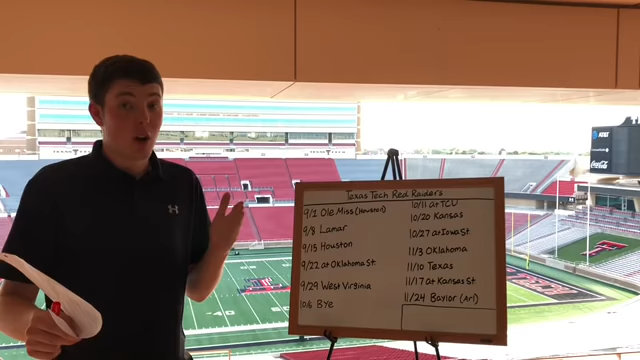 Texas Tech Red Raiders
9/1 Ole Miss (Houston)
9/8 Lamar
9/15 Houston
9/22 at Oklahoma St.
9/29 West Virginia
10/6 Bye
10/11 at TCU
10/20 Kansas
10/27 at Iowa St.
11/3 Oklahoma
11/10 Texas
11/17 at Kansas St
11/24 Baylor (Arl)
AT&T
Coca-Cola